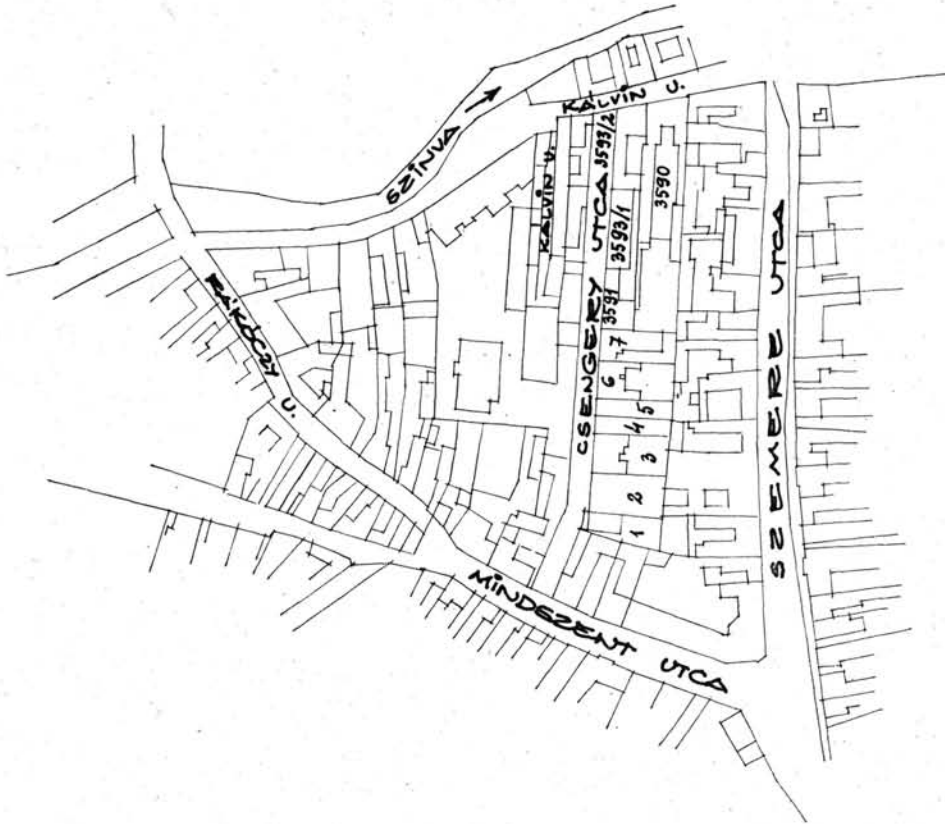 SZINVA
KÁLVIN U.
KÁLVIN U.
CSENGERY UTCA
3593/2
3593/1
3590
3591
7
6
5
4
3
2
1
SZEMERE UTCA
RÁKÓCZY U.
MINDSZENT UTCA